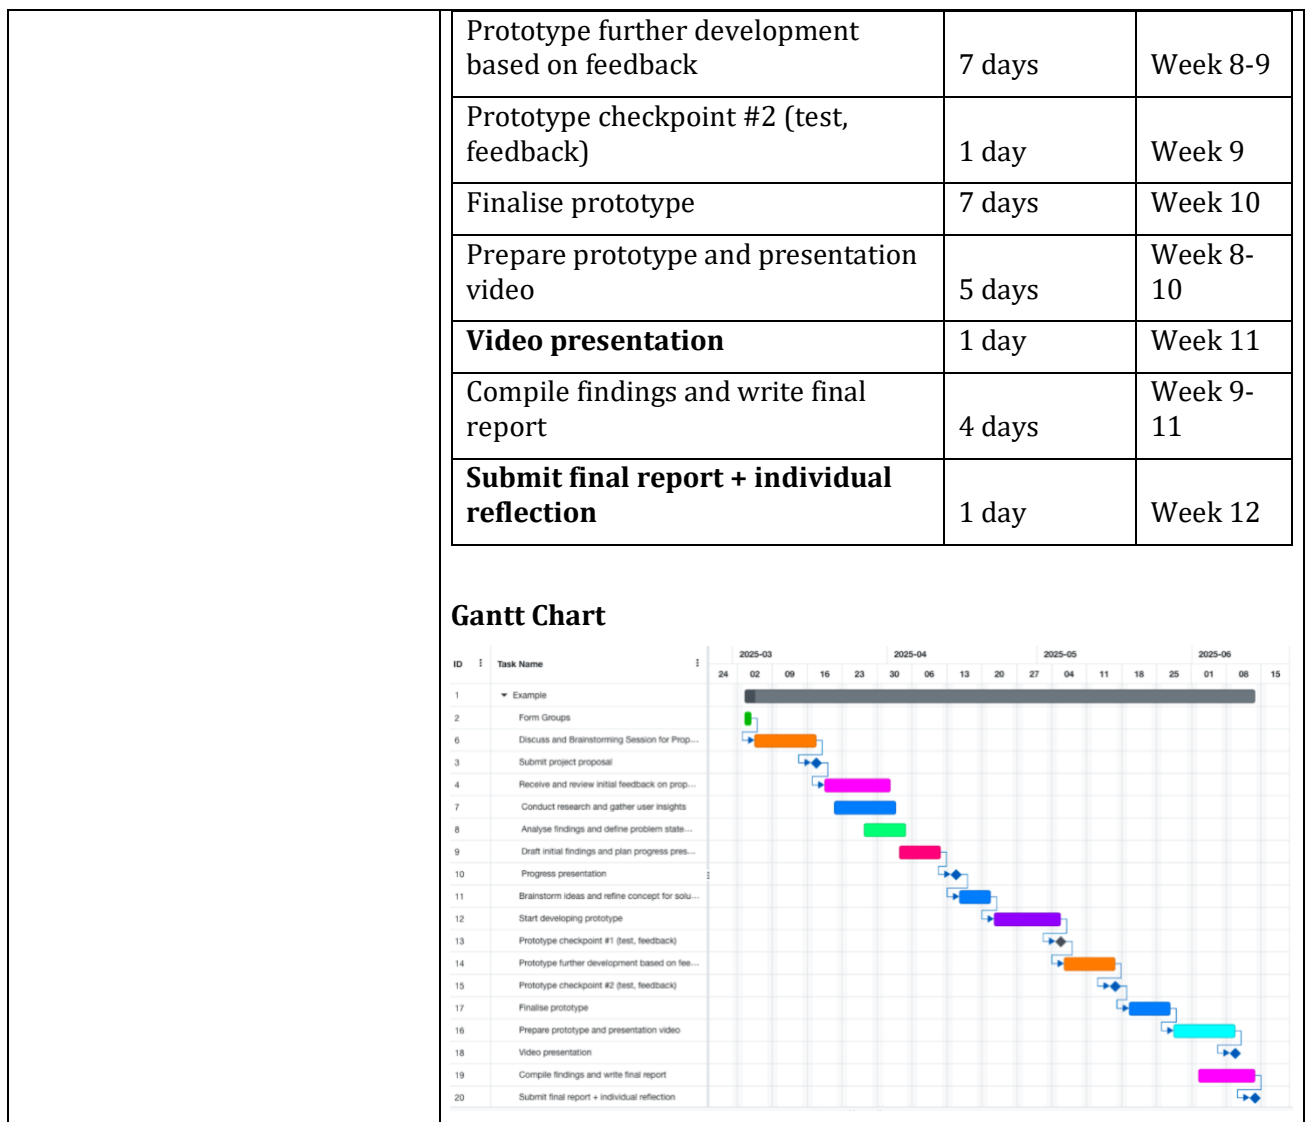 Prototype further development
based on feedback
7 days
Week 8-9
Prototype checkpoint #2 (test,
feedback)
1 day
Week 9
Finalise prototype
7 days
Week 10
Prepare prototype and presentation
video
5 days
Week 8-
10
Video presentation
1 day
Week 11
Compile findings and write final
report
4 days
Week 9-
11
Submit final report + individual
reflection
1 day
Week 12
Gantt Chart
ID
Task Name
2025-03 2025-04 2025-05 2025-06
24 02 09 16 23 30 06 13 20 27 04 11 18 25 01 08 15
1 Example
2 Form Groups
6 Discuss and Brainstorming Session for Prop...
3 Submit project proposal
4 Receive and review initial feedback on prop...
7 Conduct research and gather user insights
8 Analyse findings and define problem state...
9 Draft initial findings and plan progress pres...
10 Progress presentation
11 Brainstorm ideas and refine concept for solu...
12 Start developing prototype
13 Prototype checkpoint #1 (test, feedback)
14 Prototype further development based on fee...
15 Prototype checkpoint #2 (test, feedback)
17 Finalise prototype
16 Prepare prototype and presentation video
18 Video presentation
19 Compile findings and write final report
20 Submit final report + individual reflection